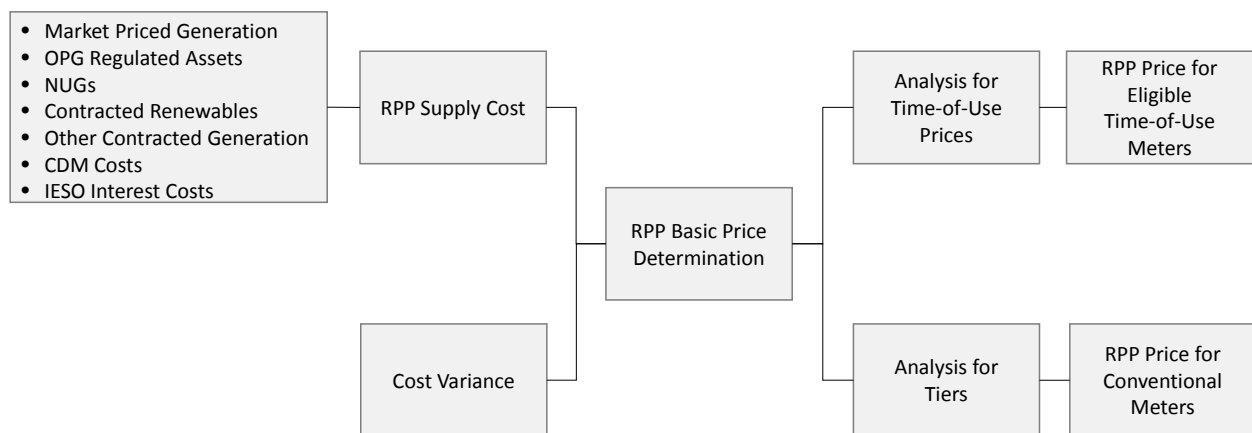 • Market Priced Generation
• OPG Regulated Assets
• NUGs
• Contracted Renewables
• Other Contracted Generation
• CDM Costs
• IESO Interest Costs
RPP Supply Cost
Cost Variance
RPP Basic Price
Determination
Analysis for
Time-of-Use
Prices
RPP Price for
Eligible
Time-of-Use
Meters
Analysis for
Tiers
RPP Price for
Conventional
Meters